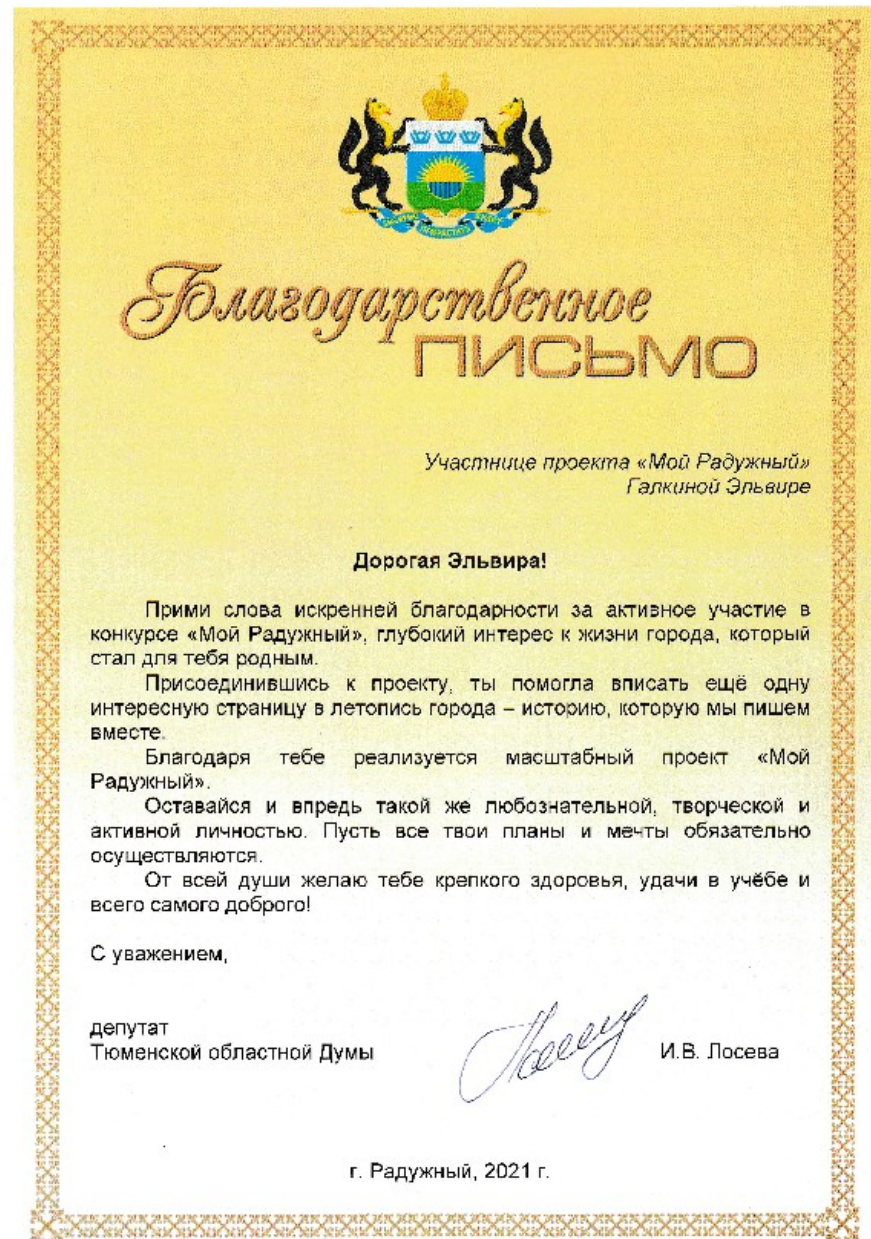 Благодарственное
ПИСЬМО
Участнице проекта «Мой Радужный»
Галкиной Эльвире
Дорогая Эльвира!
Прими слова искренней благодарности за активное участие в
конкурсе «Мой Радужный», глубокий интерес к жизни города, который
стал для тебя родным.
Присоединившись к проекту, ты помогла вписать ещё одну
интересную страницу в летопись города – историю, которую мы пишем
вместе.
Благодаря тебе реализуется масштабный проект «Мой
Радужный».
Оставайся и впредь такой же любознательной, творческой и
активной личностью. Пусть все твои планы и мечты обязательно
осуществляются.
От всей души желаю тебе крепкого здоровья, удачи в учёбе и
всего самого доброго!
С уважением,
депутат
Тюменской областной Думы
И.В. Лосева
г. Радужный, 2021 г.